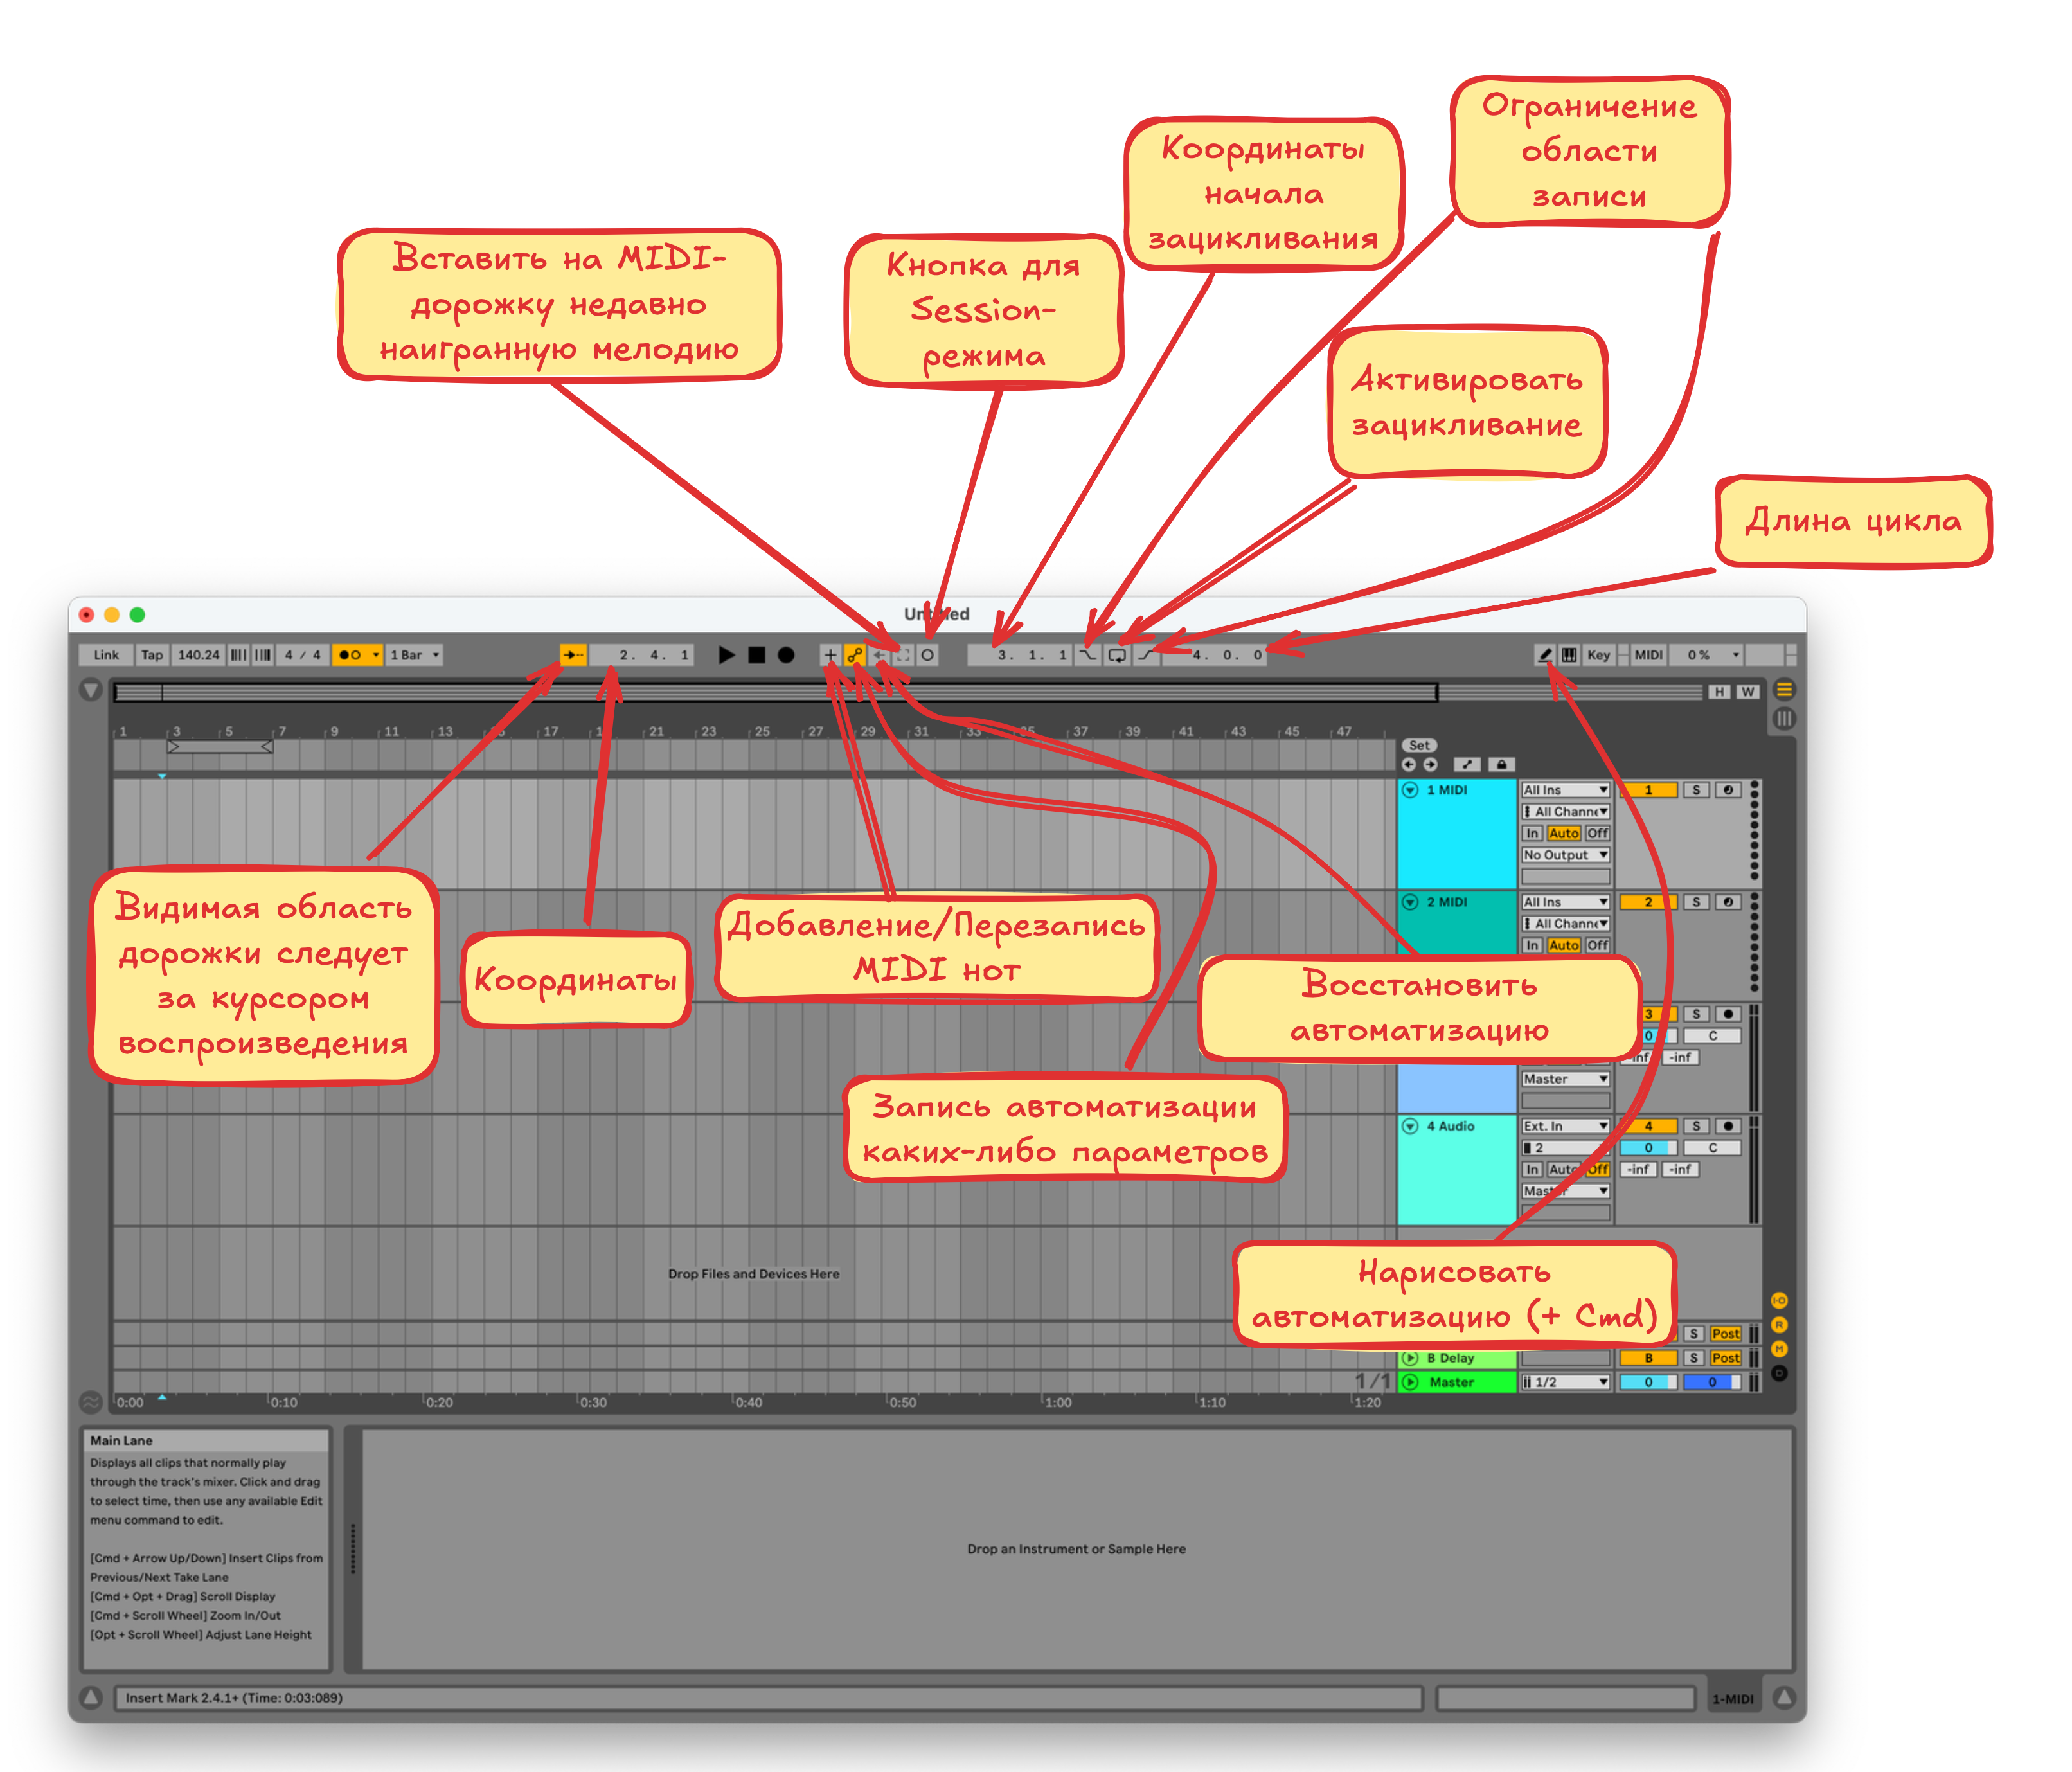 Ограничение
области
записи
Координаты
начала
зацикливания
Вставить на MIDI-
дорожку недавно
наигранную мелодию
Кнопка для
Session-
режима
Активировать
зацикливание
Длина цикла
Link Tap 140.24 4 / 4 1 Bar 2. 4. 1 3. 1. 1 4. 0. 0 Key MIDI 0 %
H W
1 3 5 7 9 11 13 17 19 21 23 25 27 29 31 33 35 37 39 41 43 45 47
Set
1 MIDI All Ins 1 S
In Auto Off
No Output
2 MIDI All Ins 2 S
In Auto Off
Видимая область
дорожки следует
за курсором
воспроизведения
Координаты
Добавление/Перезапись
MIDI нот
Восстановить
автоматизацию
3 S
0 C
-inf -inf
Master
Запись автоматизации
каких-либо параметров
4 Audio Ext. In 4 S
2 0 C
In Auto Off -inf -inf
Master
Drop Files and Devices Here
Нарисовать
автоматизацию (+ Cmd)
S Post
B Delay B S Post
1/1 Master 1/2 0 0
0:00 0:10 0:20 0:30 0:40 0:50 1:00 1:10 1:20
I·O
R
M
D
Main Lane
Displays all clips that normally play
through the track's mixer. Click and drag
to select time, then use any available Edit
menu command to edit.
[Cmd + Arrow Up/Down] Insert Clips from
Previous/Next Take Lane
[Cmd + Opt + Drag] Scroll Display
[Cmd + Scroll Wheel] Zoom In/Out
[Opt + Scroll Wheel] Adjust Lane Height
Drop an Instrument or Sample Here
Insert Mark 2.4.1+ (Time: 0:03:089)
1-MIDI